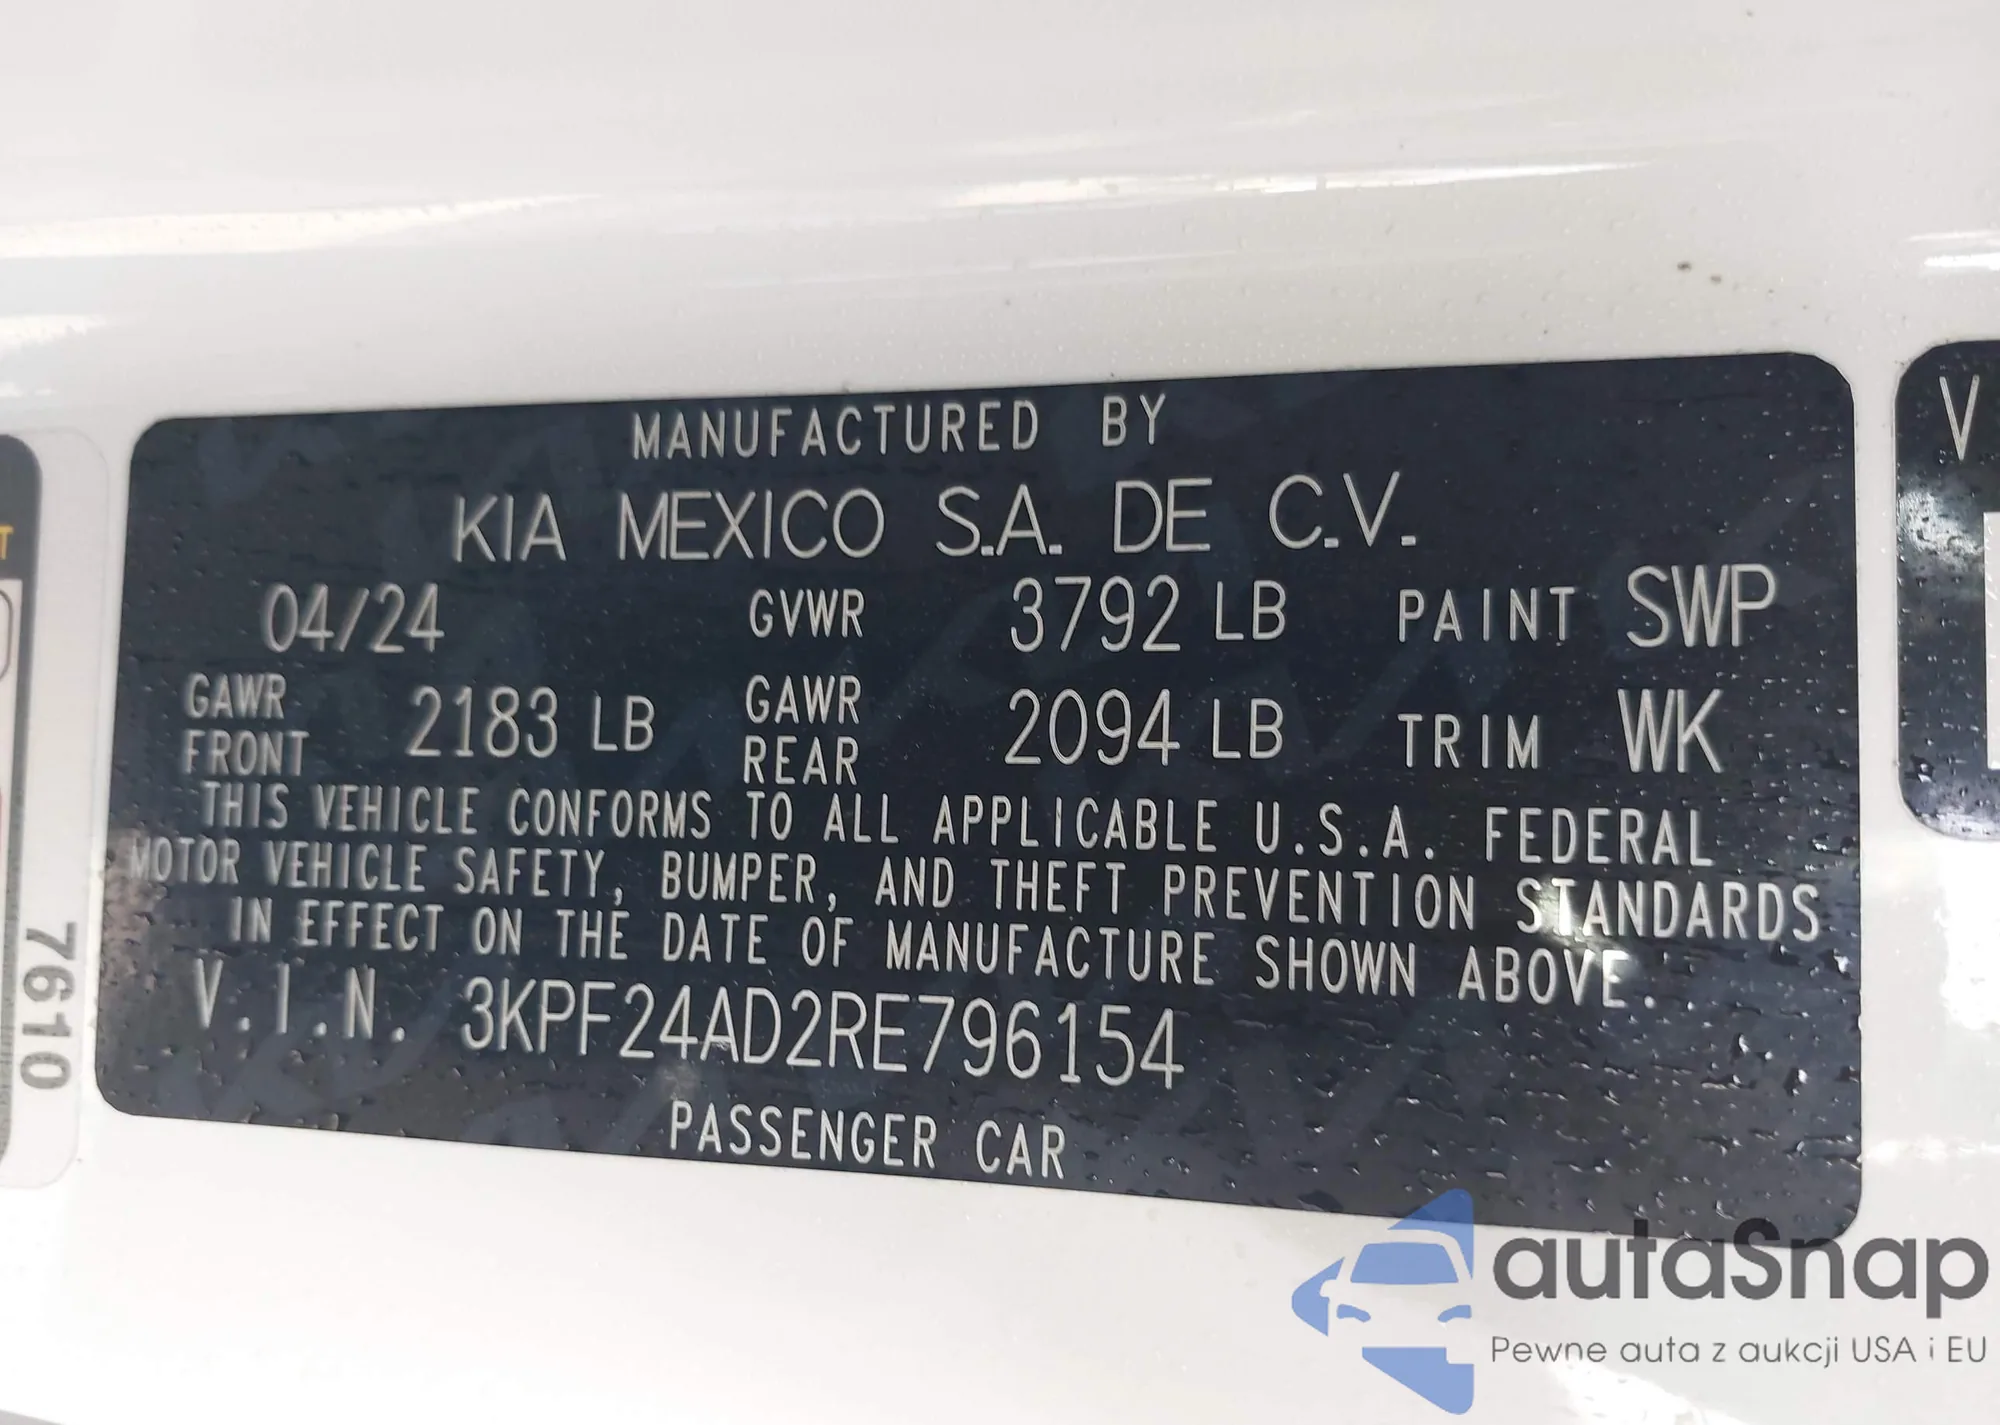 MANUFACTURED BY
KIA MEXICO S.A. DE C.V.
04/24 GVWR 3792 LB PAINT SWP
GAWR FRONT 2183 LB GAWR REAR 2094 LB TRIM WK
THIS VEHICLE CONFORMS TO ALL APPLICABLE U.S.A. FEDERAL
MOTOR VEHICLE SAFETY, BUMPER, AND THEFT PREVENTION STANDARDS
IN EFFECT ON THE DATE OF MANUFACTURE SHOWN ABOVE.
V.I.N. 3KPF24AD2RE796154
PASSENGER CAR
7610
T
V
autaSnap
Pewne auta z aukcji USA i EU